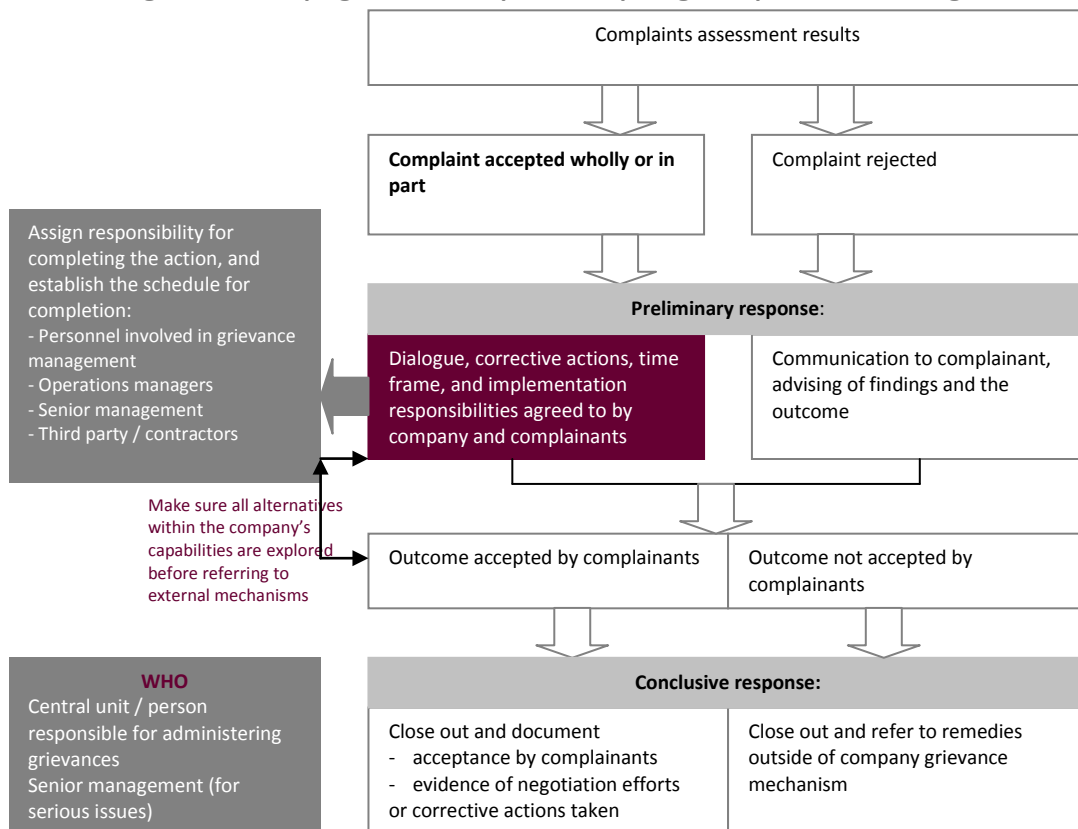 Complaints assessment results
Complaint accepted wholly or in
part
Complaint rejected
Assign responsibility for
completing the action, and
establish the schedule for
completion:
- Personnel involved in grievance
management
- Operations managers
- Senior management
- Third party / contractors
Preliminary response:
Dialogue, corrective actions, time
frame, and implementation
responsibilities agreed to by
company and complainants
Communication to complainant,
advising of findings and the
outcome
Make sure all alternatives
within the company's
capabilities are explored
before referring to
external mechanisms
Outcome accepted by complainants
Outcome not accepted by
complainants
WHO
Central unit / person
responsible for administering
grievances
Senior management (for
serious issues)
Conclusive response:
Close out and document
- acceptance by complainants
- evidence of negotiation efforts
or corrective actions taken
Close out and refer to remedies
outside of company grievance
mechanism